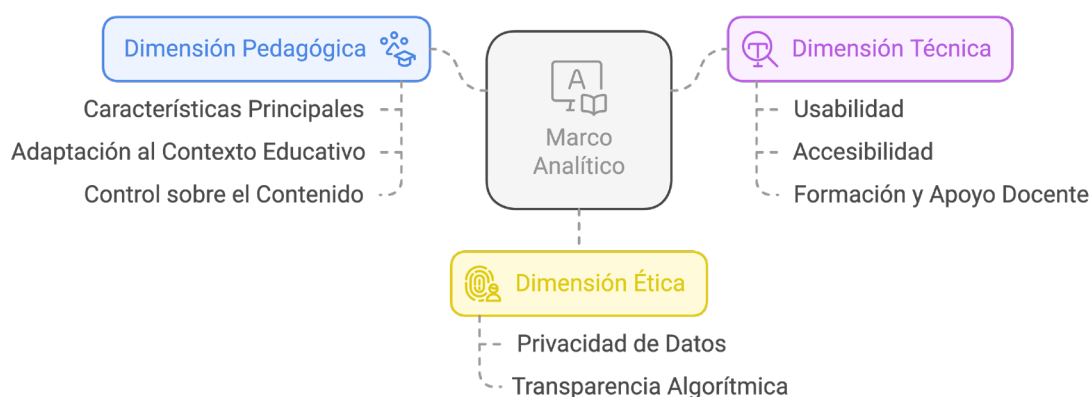 Dimensión Pedagógica
Características Principales
Adaptación al Contexto Educativo
Control sobre el Contenido
A
Marco
Analítico
Dimensión Técnica
Usabilidad
Accesibilidad
Formación y Apoyo Docente
Dimensión Ética
Privacidad de Datos
Transparencia Algorítmica